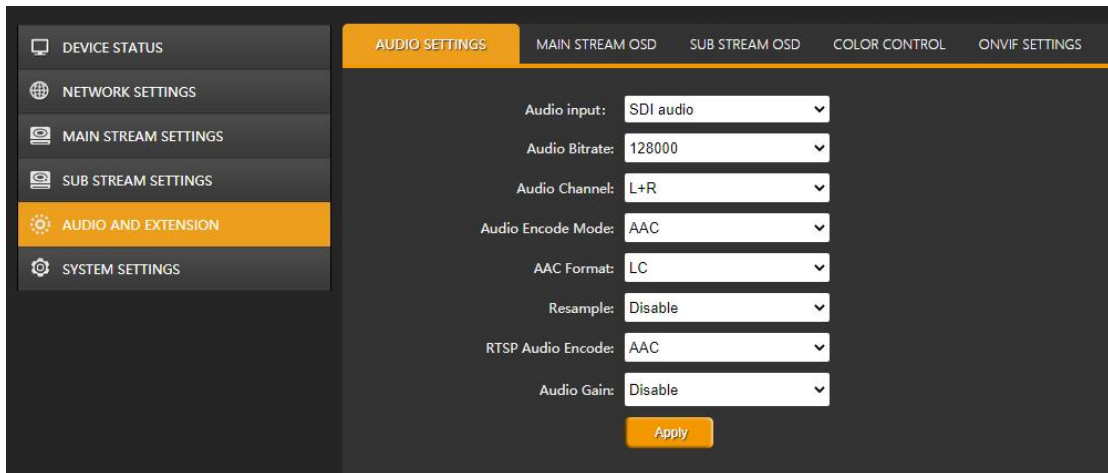 DEVICE STATUS
NETWORK SETTINGS
MAIN STREAM SETTINGS
SUB STREAM SETTINGS
AUDIO AND EXTENSION
SYSTEM SETTINGS
AUDIO SETTINGS MAIN STREAM OSD SUB STREAM OSD COLOR CONTROL ONVIF SETTINGS
Audio input: SDI audio
Audio Bitrate: 128000
Audio Channel: L+R
Audio Encode Mode: AAC
AAC Format: LC
Resample: Disable
RTSP Audio Encode: AAC
Audio Gain: Disable
Apply